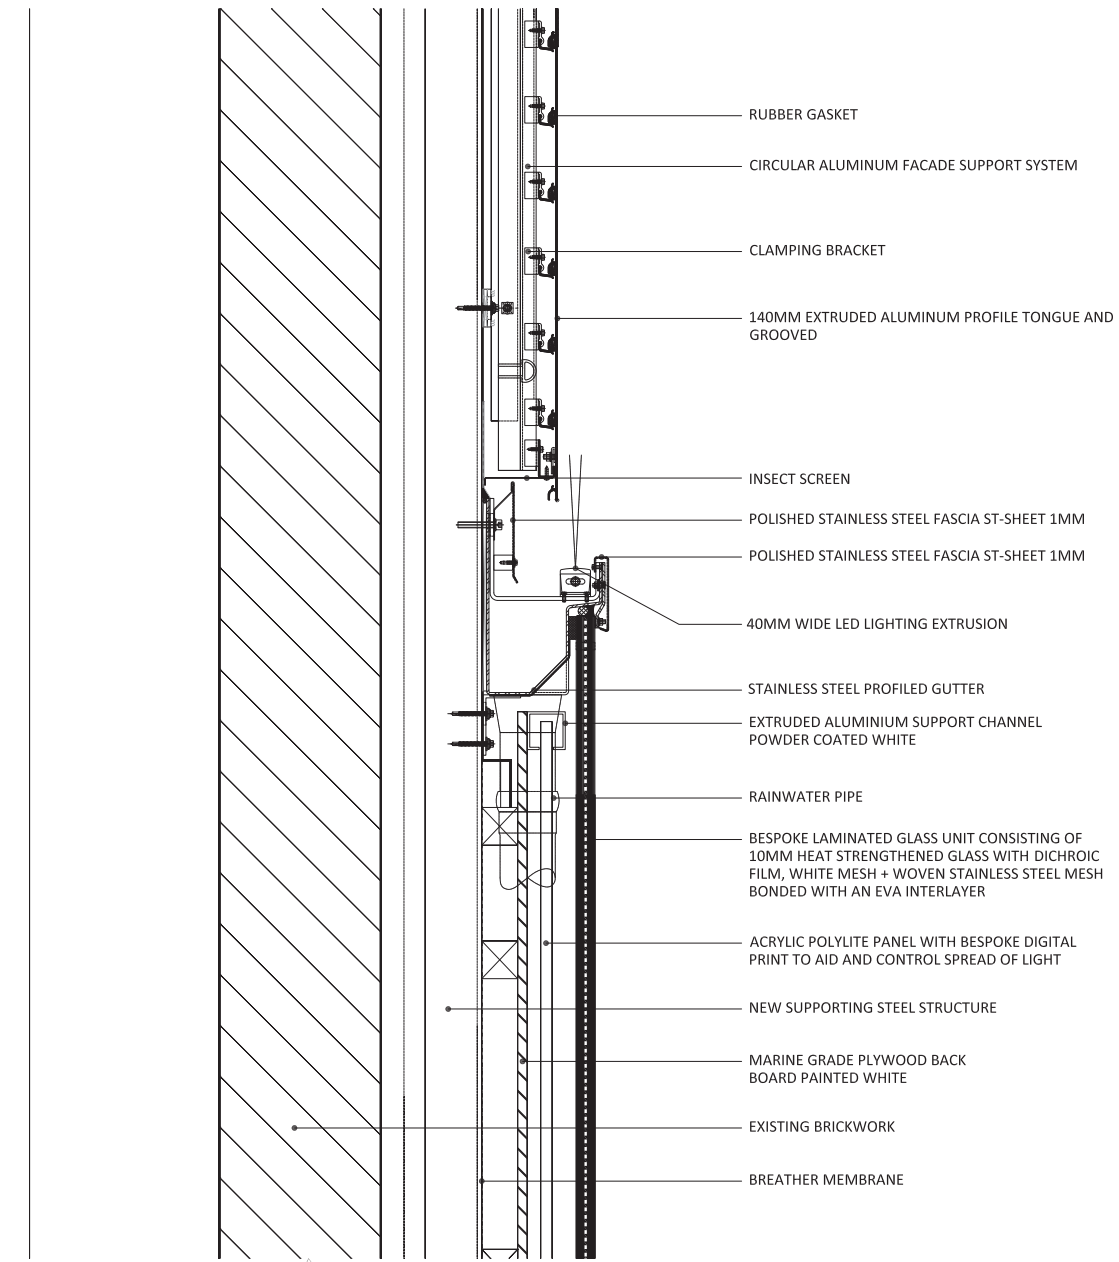 RUBBER GASKET
CIRCULAR ALUMINUM FACADE SUPPORT SYSTEM
CLAMPING BRACKET
140MM EXTRUDED ALUMINUM PROFILE TONGUE AND
GROOVED
INSECT SCREEN
POLISHED STAINLESS STEEL FASCIA ST-SHEET 1MM
POLISHED STAINLESS STEEL FASCIA ST-SHEET 1MM
40MM WIDE LED LIGHTING EXTRUSION
STAINLESS STEEL PROFILED GUTTER
EXTRUDED ALUMINIUM SUPPORT CHANNEL
POWDER COATED WHITE
RAINWATER PIPE
BESPOKE LAMINATED GLASS UNIT CONSISTING OF
10MM HEAT STRENGTHENED GLASS WITH DICHROIC
FILM, WHITE MESH + WOVEN STAINLESS STEEL MESH
BONDED WITH AN EVA INTERLAYER
ACRYLIC POLYLITE PANEL WITH BESPOKE DIGITAL
PRINT TO AID AND CONTROL SPREAD OF LIGHT
NEW SUPPORTING STEEL STRUCTURE
MARINE GRADE PLYWOOD BACK
BOARD PAINTED WHITE
EXISTING BRICKWORK
BREATHER MEMBRANE